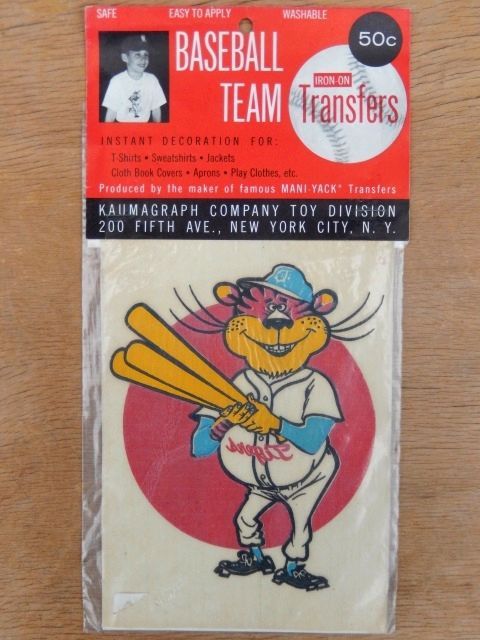 SAFE EASY TO APPLY WASHABLE
BASEBALL
TEAM
50c
IRON-ON
Transfers
INSTANT DECORATION FOR:
T-Shirts • Sweatshirts • Jackets
Cloth Book Covers • Aprons • Play Clothes, etc.
Produced by the maker of famous MANI-YACK® Transfers
KAUMAGRAPH COMPANY TOY DIVISION
200 FIFTH AVE., NEW YORK CITY, N. Y.
Tigers